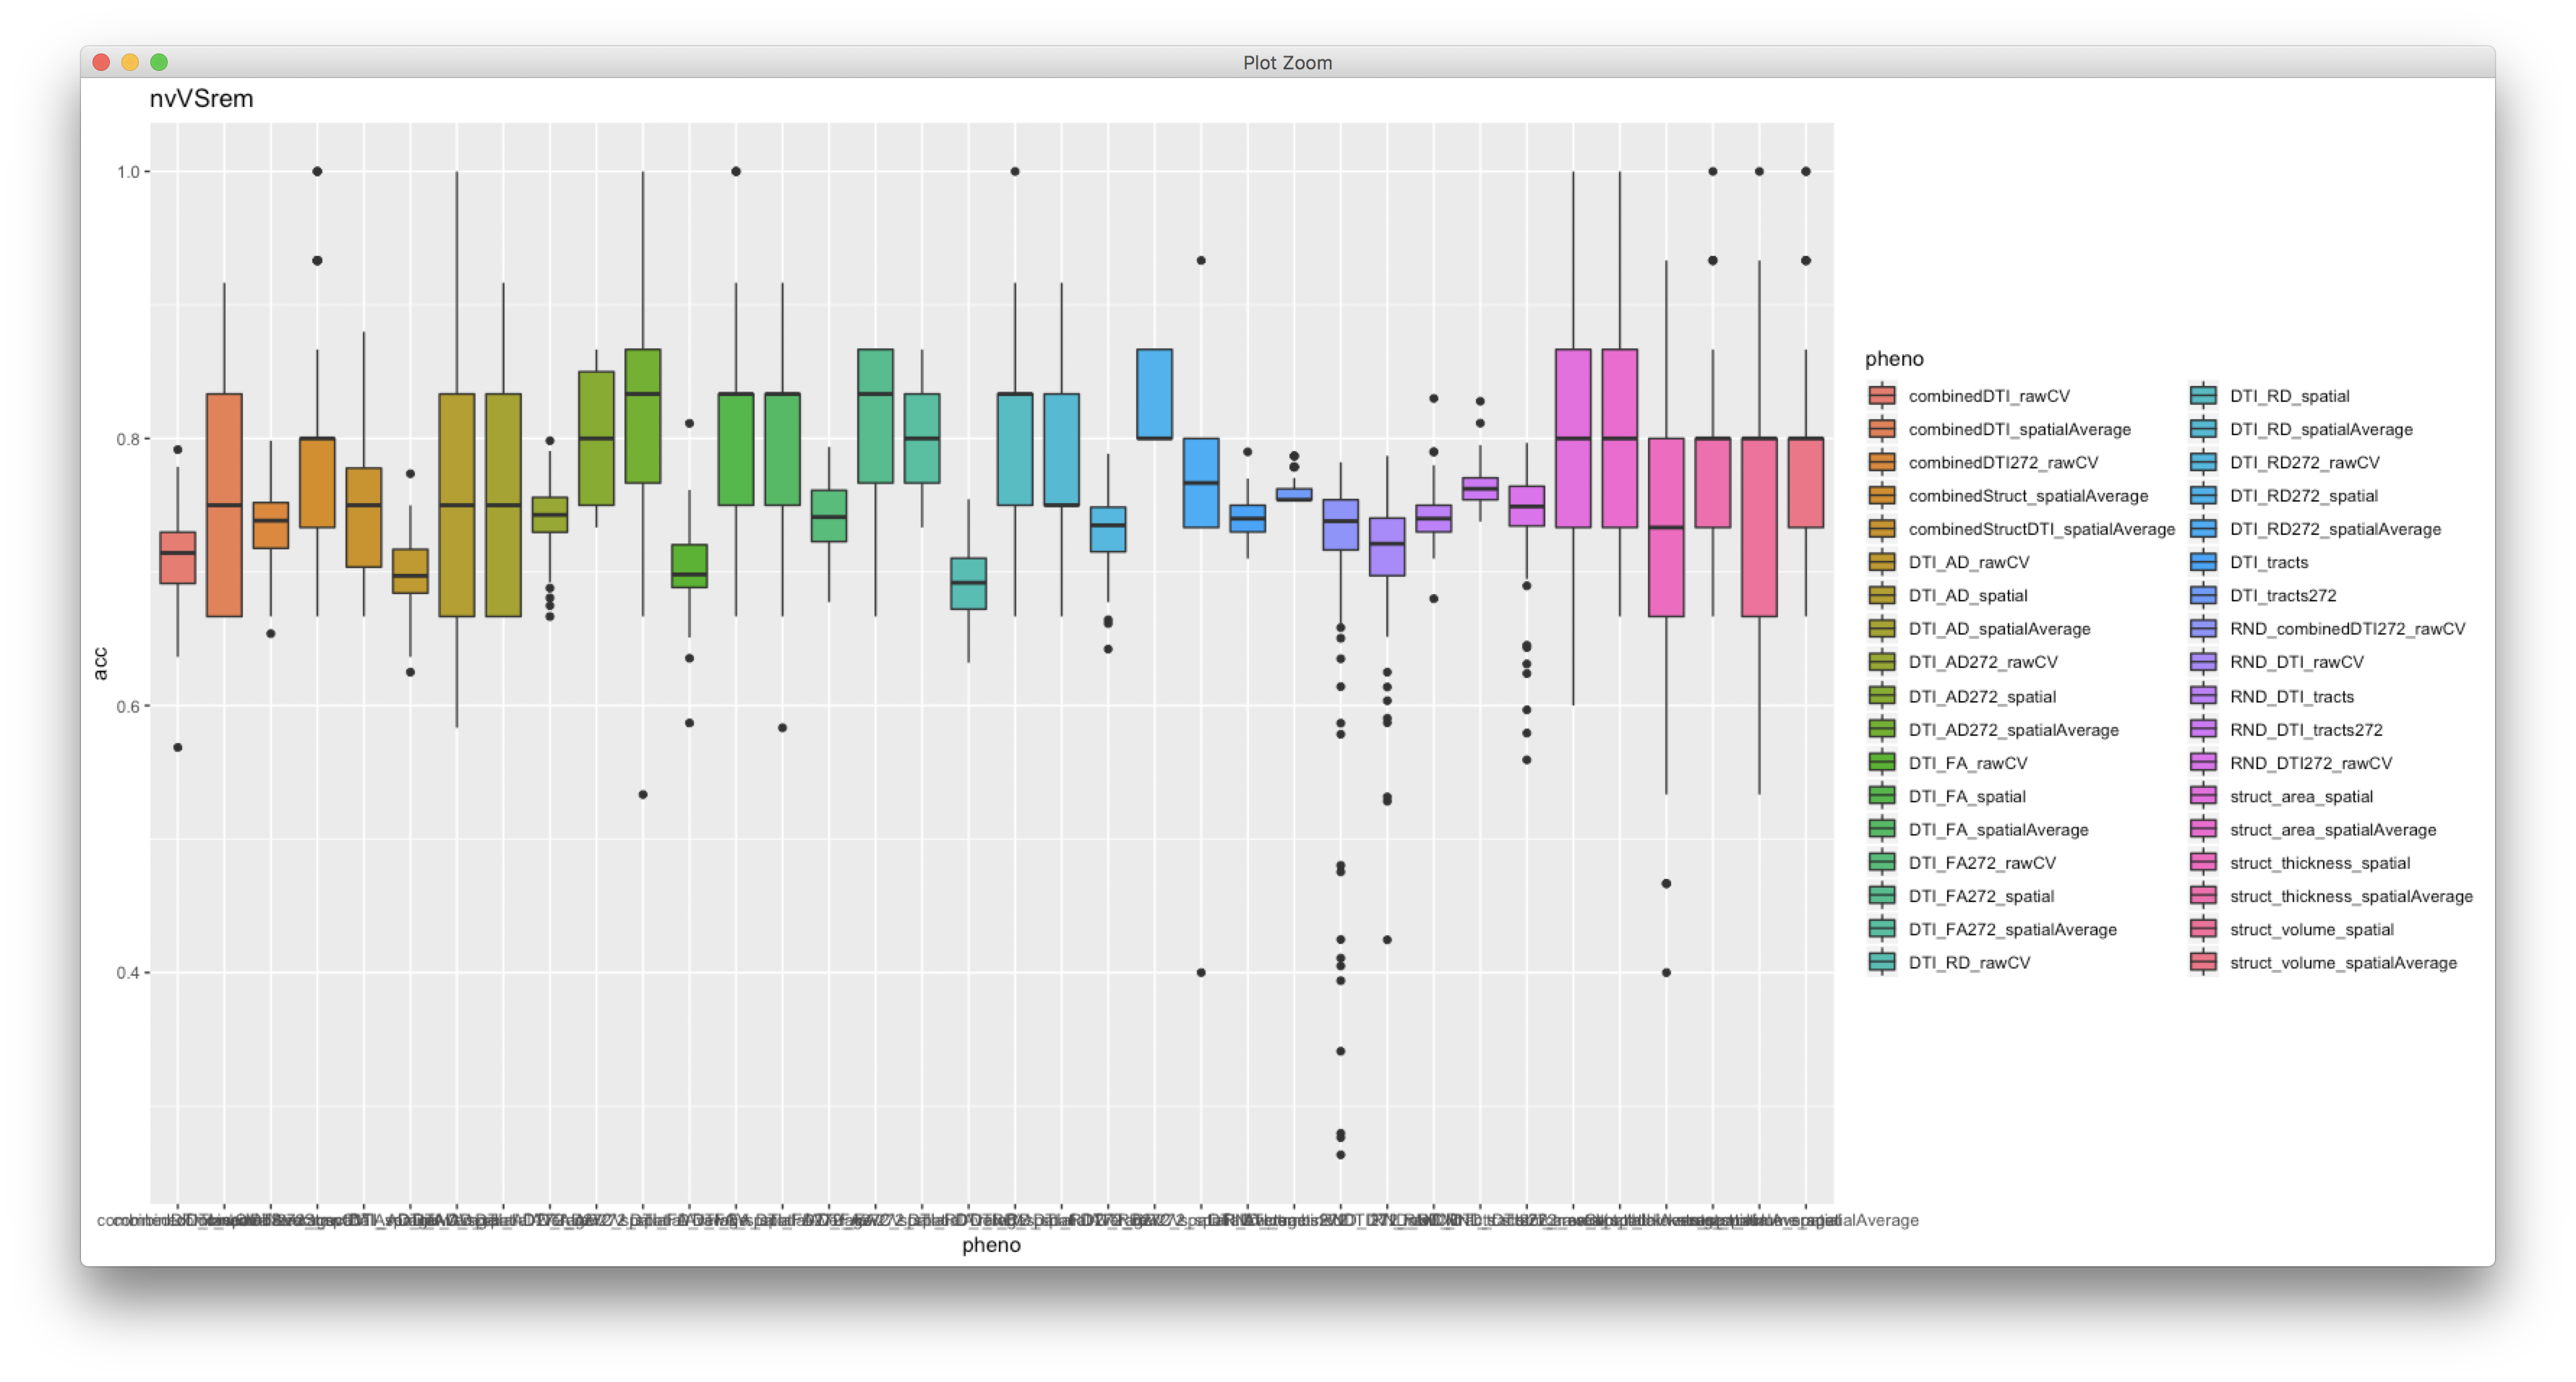 Plot Zoom
nvVSrem
1.0
0.8
0.6
0.4
acc
pheno
pheno
combinedDTI_rawCV
combinedDTI_spatialAverage
combinedDTI272_rawCV
combinedStruct_spatialAverage
combinedStructDTI_spatialAverage
DTI_AD_rawCV
DTI_AD_spatial
DTI_AD_spatialAverage
DTI_AD272_rawCV
DTI_AD272_spatial
DTI_AD272_spatialAverage
DTI_FA_rawCV
DTI_FA_spatial
DTI_FA_spatialAverage
DTI_FA272_rawCV
DTI_FA272_spatial
DTI_FA272_spatialAverage
DTI_RD_rawCV
DTI_RD_spatial
DTI_RD_spatialAverage
DTI_RD272_rawCV
DTI_RD272_spatial
DTI_RD272_spatialAverage
DTI_tracts
DTI_tracts272
RND_combinedDTI272_rawCV
RND_DTI_rawCV
RND_DTI_tracts
RND_DTI_tracts272
RND_DTI272_rawCV
struct_area_spatial
struct_area_spatialAverage
struct_thickness_spatial
struct_thickness_spatialAverage
struct_volume_spatial
struct_volume_spatialAverage